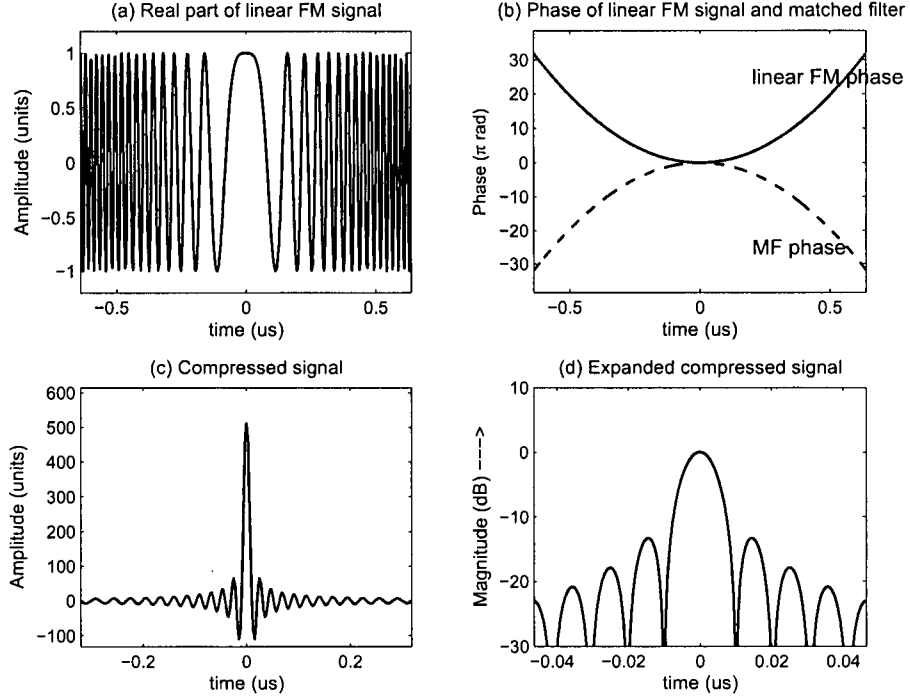 (a) Real part of linear FM signal
Amplitude (units)
1
0.5
0
−0.5
−1
−0.5 0 0.5
time (us)
(b) Phase of linear FM signal and matched filter
Phase (π rad)
30
20
10
0
−10
−20
−30
linear FM phase
MF phase
−0.5 0 0.5
time (us)
(c) Compressed signal
Amplitude (units)
600
500
400
300
200
100
0
−100
−0.2 0 0.2
time (us)
(d) Expanded compressed signal
Magnitude (dB) ---->
10
0
−10
−20
−30
−0.04 −0.02 0 0.02 0.04
time (us)